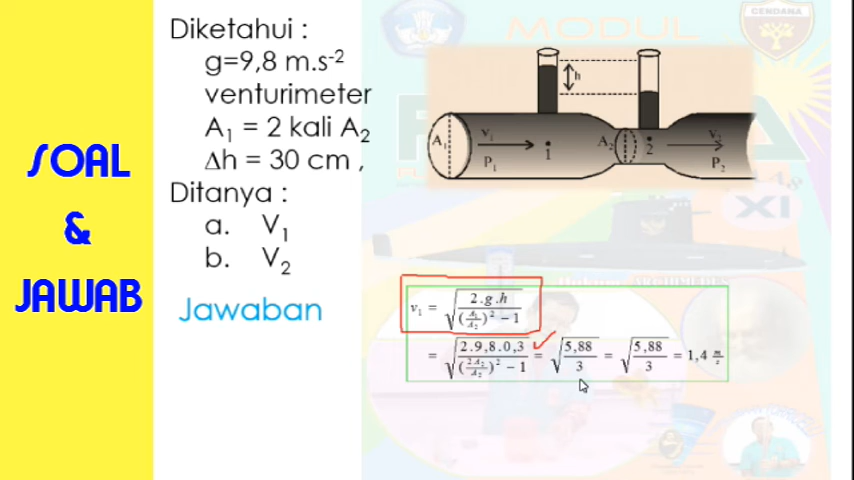 MODUL
CENDANA
Diketahui :
g=9,8 m.s-2
venturimeter
A1 = 2 kali A2
Δh = 30 cm ,
Ditanya :
a. V1
b. V2
Jawaban
SOAL
&
JAWAB
h
A1 v1 P1 1 A2 2 v2 P2
XI
v1 = √(2.g.h / ((A1/A2)² − 1))
= √(2.9,8.0,3 / ((2A2/A2)² − 1)) = √(5,88 / 3) = √(5,88 / 3) = 1,4 m/s